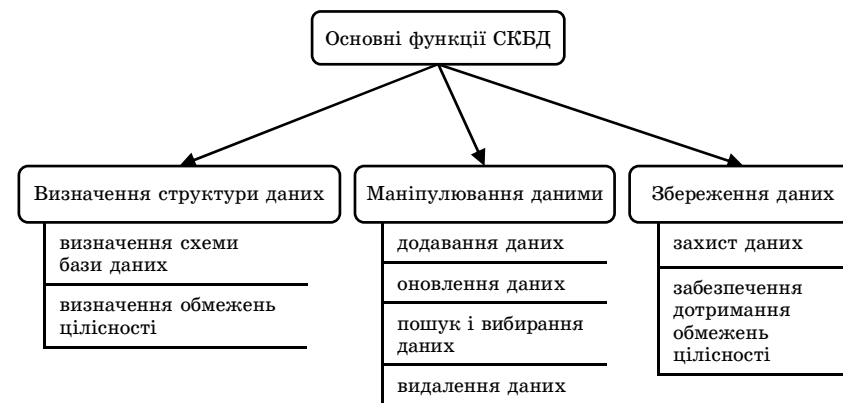 Основні функції СКБД
Визначення структури даних
визначення схеми
бази даних
визначення обмежень
цілісності
Маніпулювання даними
додавання даних
оновлення даних
пошук і вибирання
даних
видалення даних
Збереження даних
захист даних
забезпечення
дотримання
обмежень
цілісності